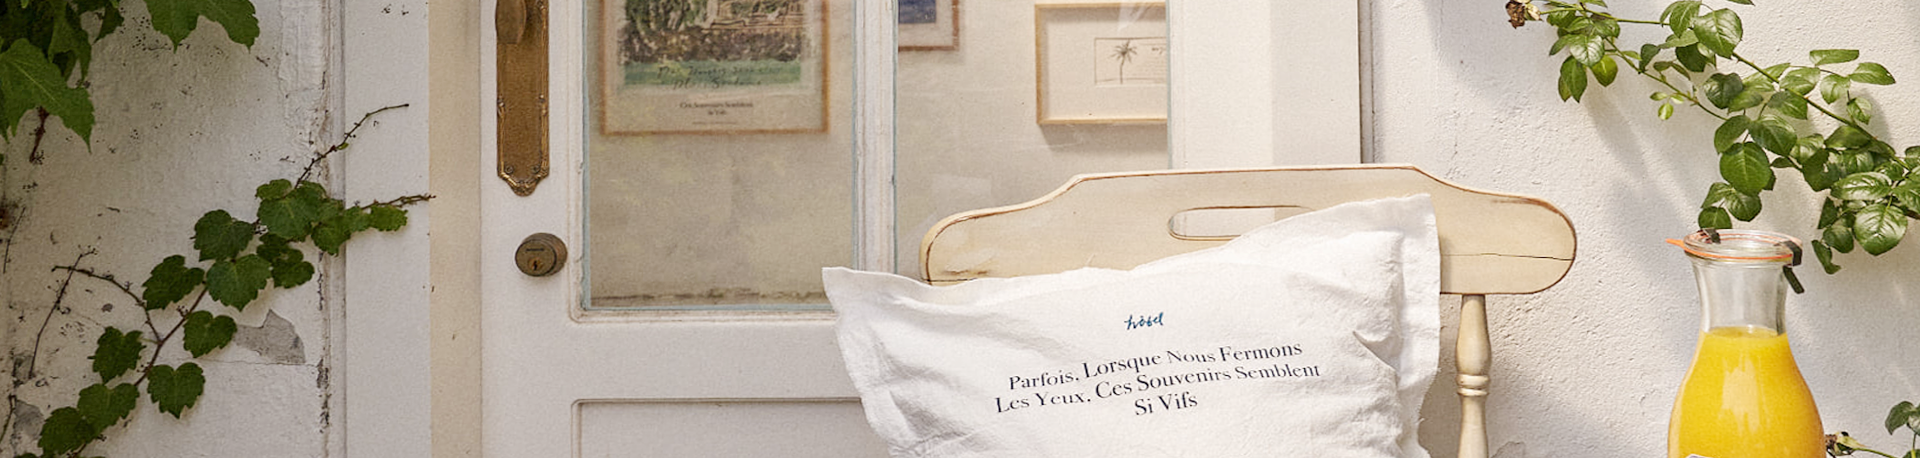 Ces Souvenirs Semblent
Si Vifs
hôtel
Parfois, Lorsque Nous Fermons
Les Yeux, Ces Souvenirs Semblent
Si Vifs